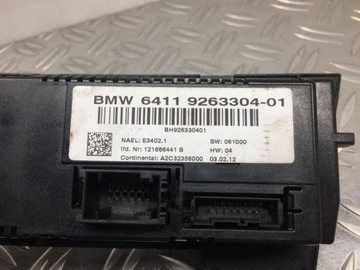 BMW 6411 9263304-01
BH926330401
NAEL: E3402.1 SW: 061000
lfd. Nr: 121686441 B HW: 04
Continental: A2C32356000 03.02.12